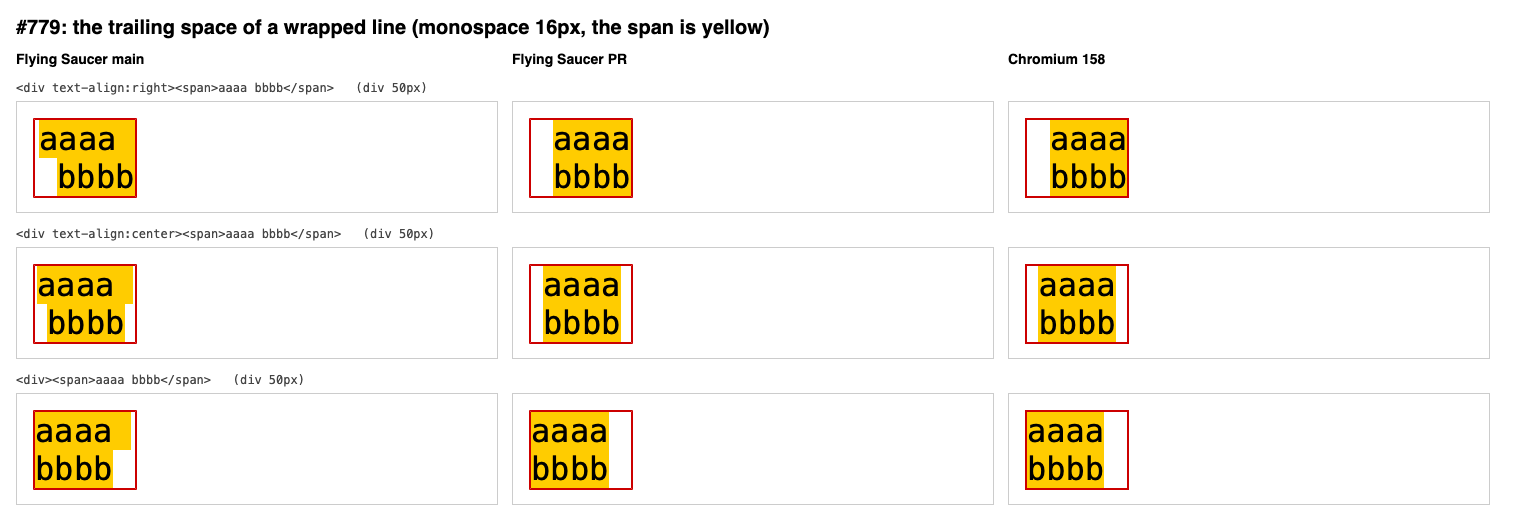 #779: the trailing space of a wrapped line (monospace 16px, the span is yellow)
Flying Saucer main Flying Saucer PR Chromium 158
<div text-align:right><span>aaaa bbbb</span> (div 50px)
aaaa aaaa aaaa
bbbb bbbb bbbb
<div text-align:center><span>aaaa bbbb</span> (div 50px)
aaaa aaaa aaaa
bbbb bbbb bbbb
<div><span>aaaa bbbb</span> (div 50px)
aaaa aaaa aaaa
bbbb bbbb bbbb